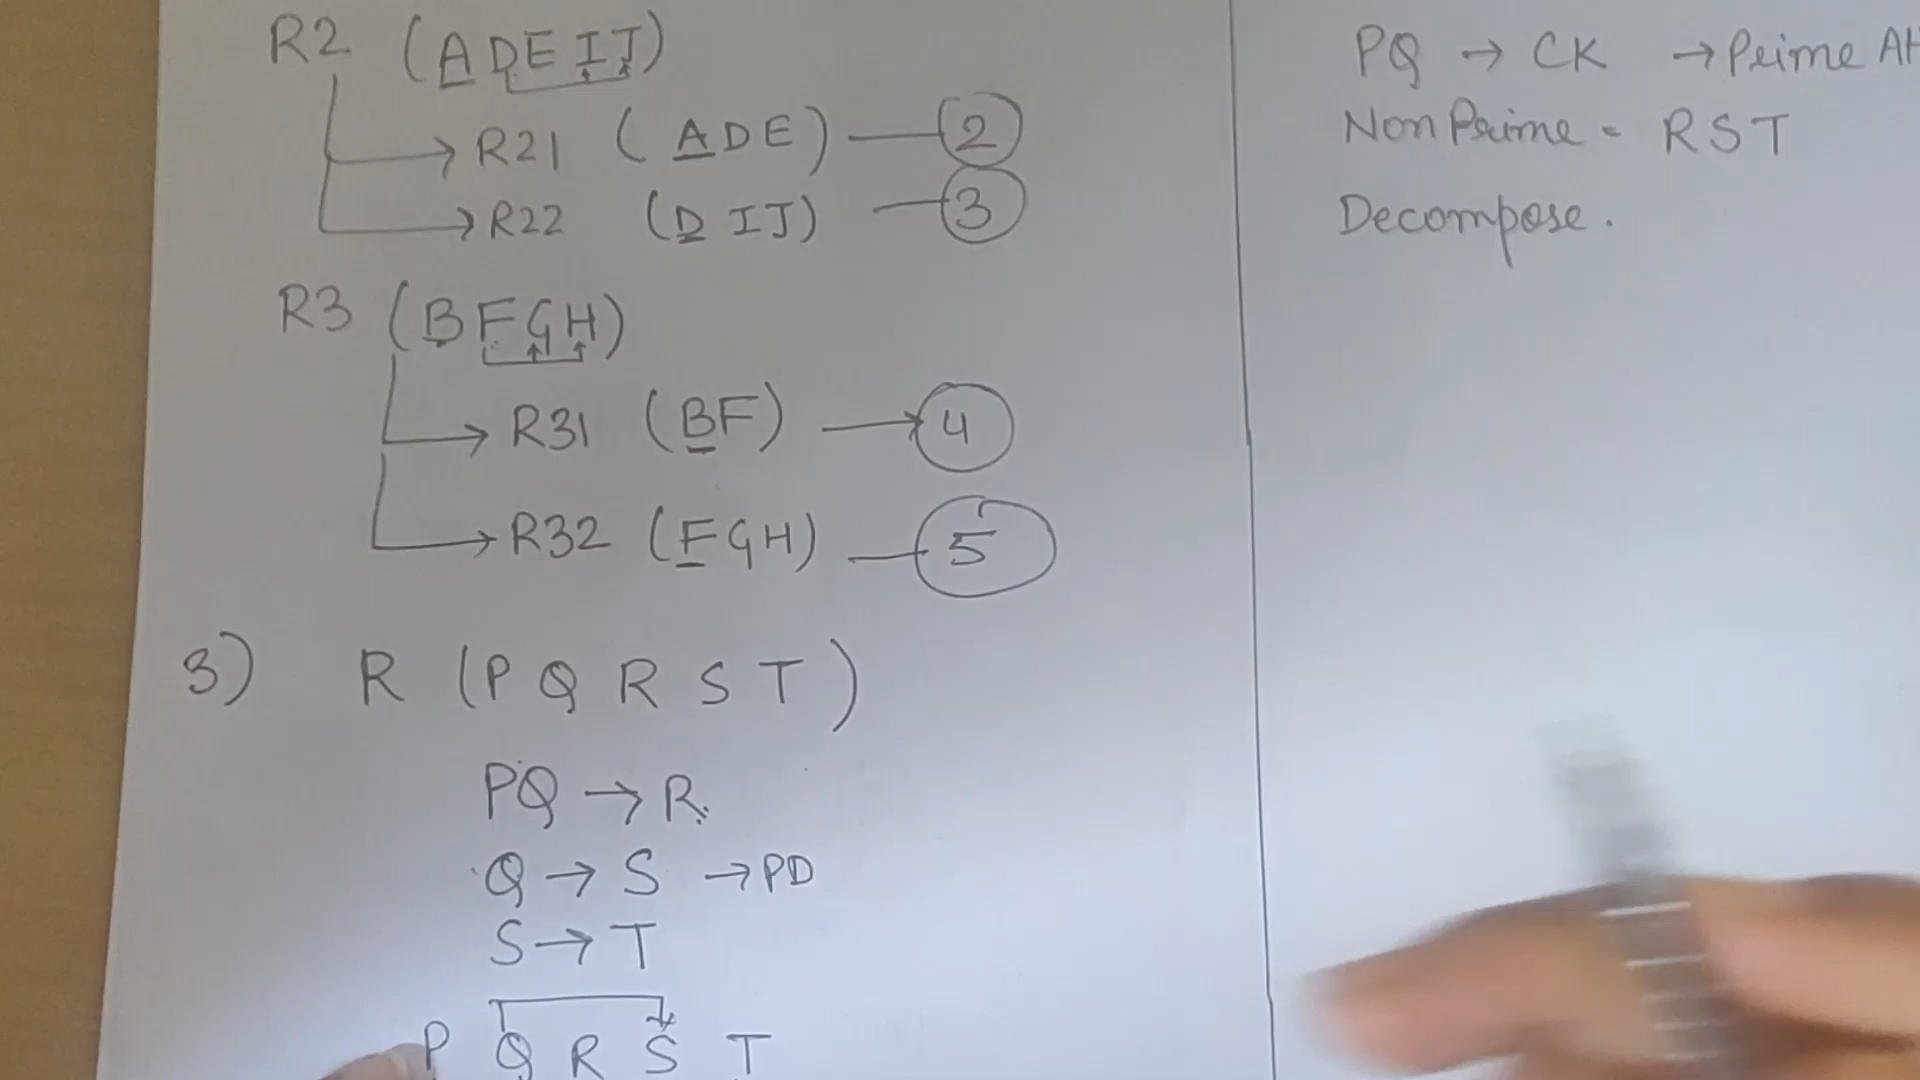 R2 (ADEIJ)
→ R21 (ADE) — 2
→ R22 (DIJ) — 3
R3 (BFGH)
→ R31 (BF) → 4
→ R32 (FGH) — 5
3) R (PQRST)
PQ → R
Q → S → PD
S → T
P Q R S T
PQ → CK → Prime At
Non Prime = RST
Decompose.